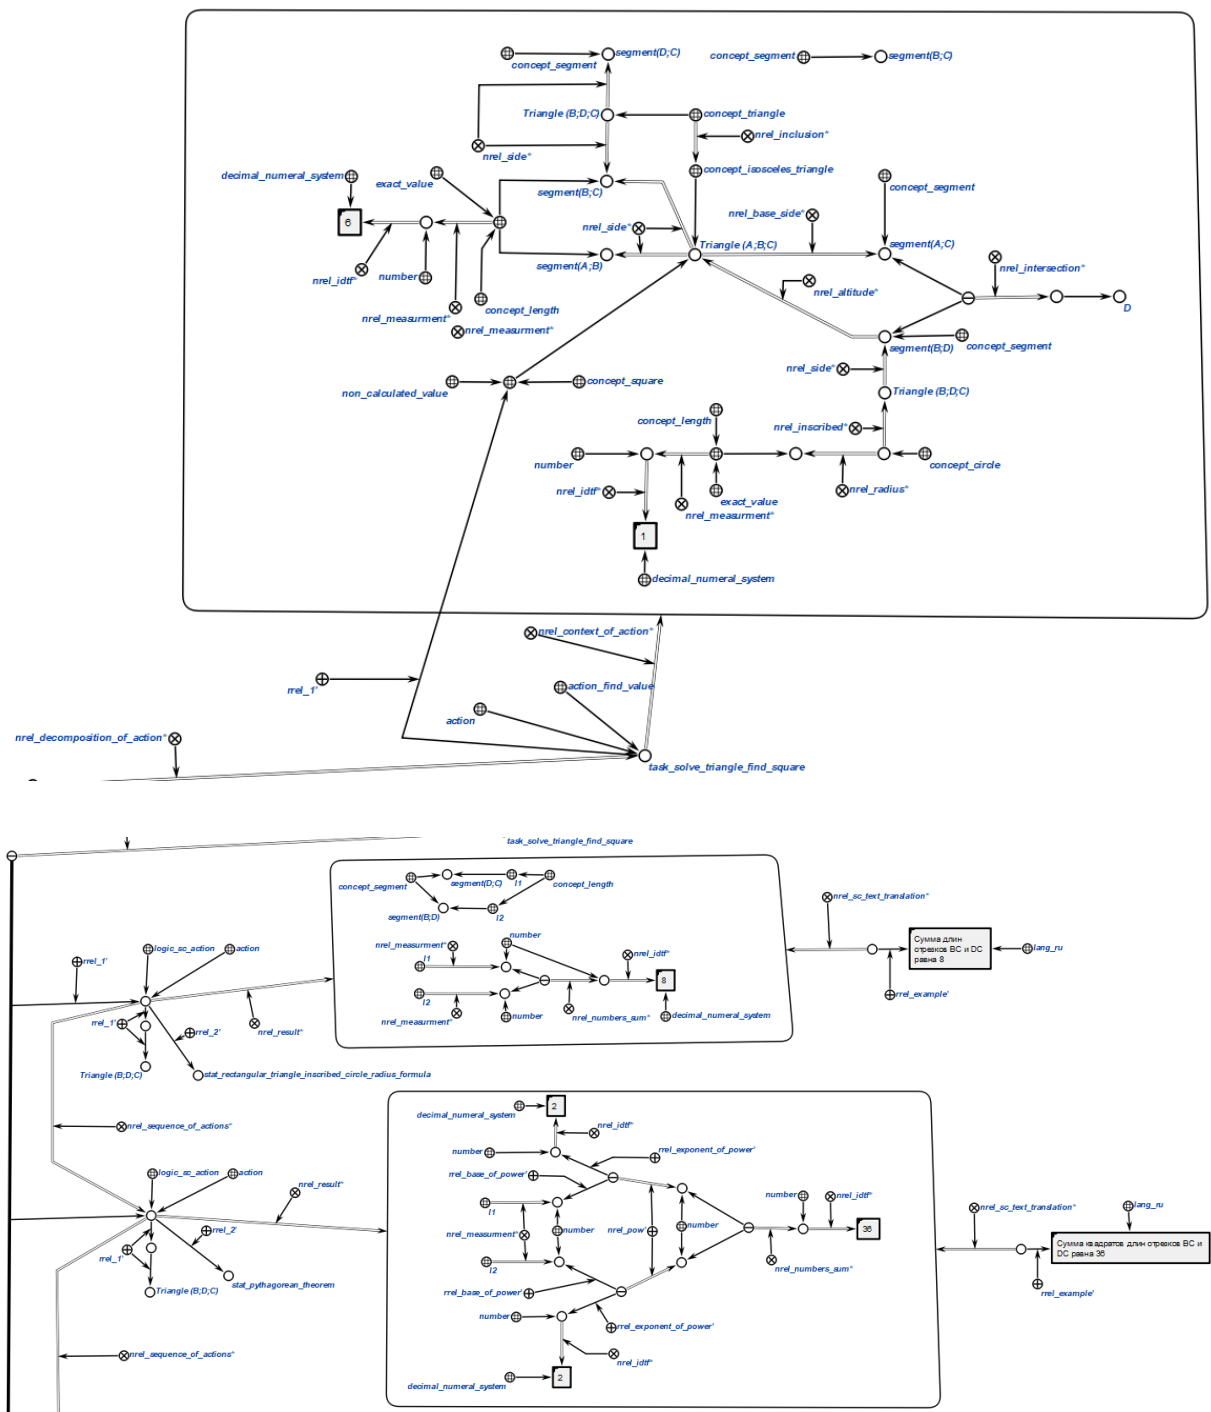 segment(D;C)
concept_segment
concept_segment
segment(B;C)
Triangle (B;D;C)
concept_triangle
nrel_inclusion*
nrel_side*
decimal_numeral_system
exact_value
concept_isosceles_triangle
concept_segment
segment(B;C)
nrel_base_side*
6
nrel_side*
Triangle (A;B;C)
segment(A;C)
segment(A;B)
nrel_intersection*
nrel_idtf*
number
nrel_altitude*
concept_length
nrel_measurment*
D
nrel_measurment*
segment(B;D)
concept_segment
nrel_side*
concept_square
non_calculated_value
Triangle (B;D;C)
concept_length
nrel_inscribed*
number
concept_circle
nrel_idtf*
exact_value
nrel_radius*
nrel_measurment*
1
decimal_numeral_system
nrel_context_of_action*
rrel_1'
action_find_value
action
nrel_decomposition_of_action*
task_solve_triangle_find_square
task_solve_triangle_find_square
concept_segment
segment(D;C)
l1
concept_length
segment(B;D)
l2
nrel_sc_text_translation*
number
nrel_measurment*
nrel_idtf*
Сумма длин
отрезков BC и DC
равна 8
lang_ru
logic_sc_action
action
rrel_1'
l1
8
l2
rrel_example'
nrel_measurment*
number
nrel_numbers_sum*
decimal_numeral_system
rrel_1'
rrel_2'
nrel_result*
Triangle (B;D;C)
stat_rectangular_triangle_inscribed_circle_radius_formula
decimal_numeral_system
2
nrel_sequence_of_actions*
nrel_idtf*
number
rrel_exponent_of_power'
logic_sc_action
action
rrel_base_of_power'
nrel_result*
number
nrel_idtf*
nrel_sc_text_translation*
lang_ru
l1
rrel_2'
nrel_measurment*
number
nrel_pow'
number
36
Сумма квадратов длин отрезков BC и
DC равна 36
rrel_1'
l2
nrel_numbers_sum*
stat_pythagorean_theorem
Triangle (B;D;C)
rrel_base_of_power'
rrel_example'
number
rrel_exponent_of_power'
nrel_sequence_of_actions*
nrel_idtf*
2
decimal_numeral_system